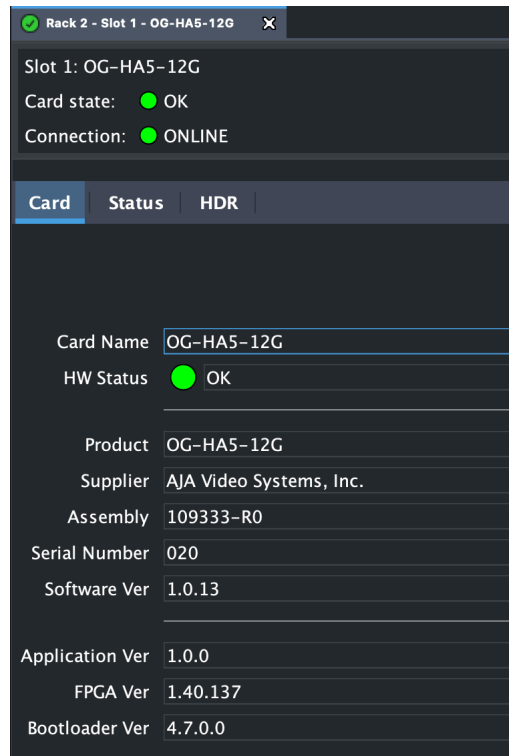 Rack 2 - Slot 1 - OG-HA5-12G X
Slot 1: OG-HA5-12G
Card state: OK
Connection: ONLINE
Card Status HDR
Card Name OG-HA5-12G
HW Status OK
Product OG-HA5-12G
Supplier AJA Video Systems, Inc.
Assembly 109333-R0
Serial Number 020
Software Ver 1.0.13
Application Ver 1.0.0
FPGA Ver 1.40.137
Bootloader Ver 4.7.0.0